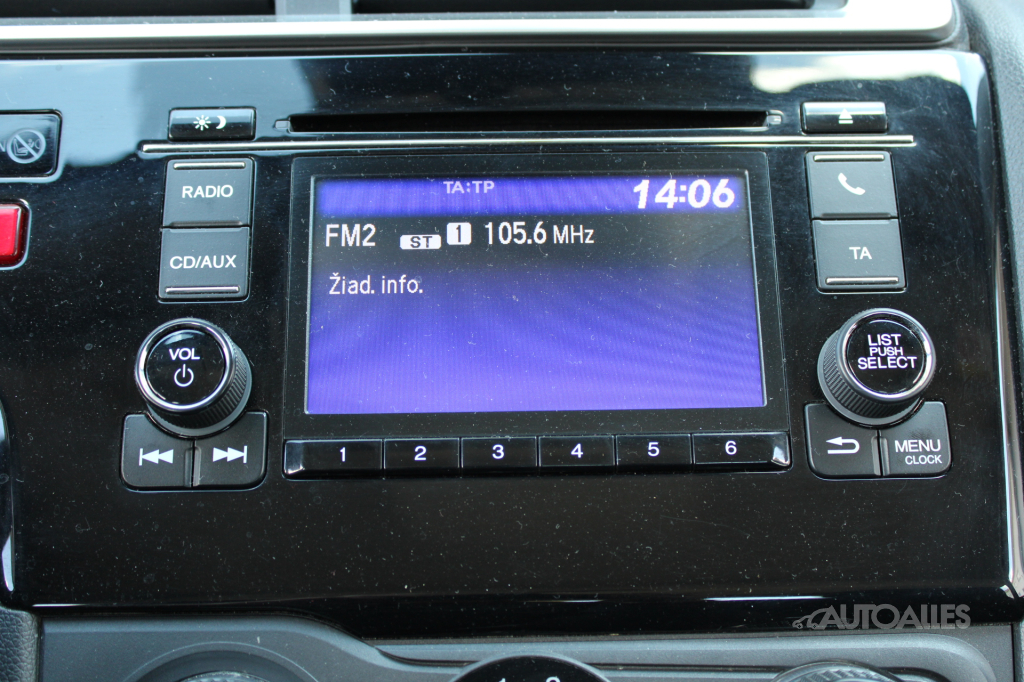 TA:TP 14:06
FM2 ST 1 105.6 MHz
Žiad. info.
RADIO
CD/AUX
VOL
TA
LIST
PUSH
SELECT
1 2 3 4 5 6
MENU
CLOCK
AUTOALLES